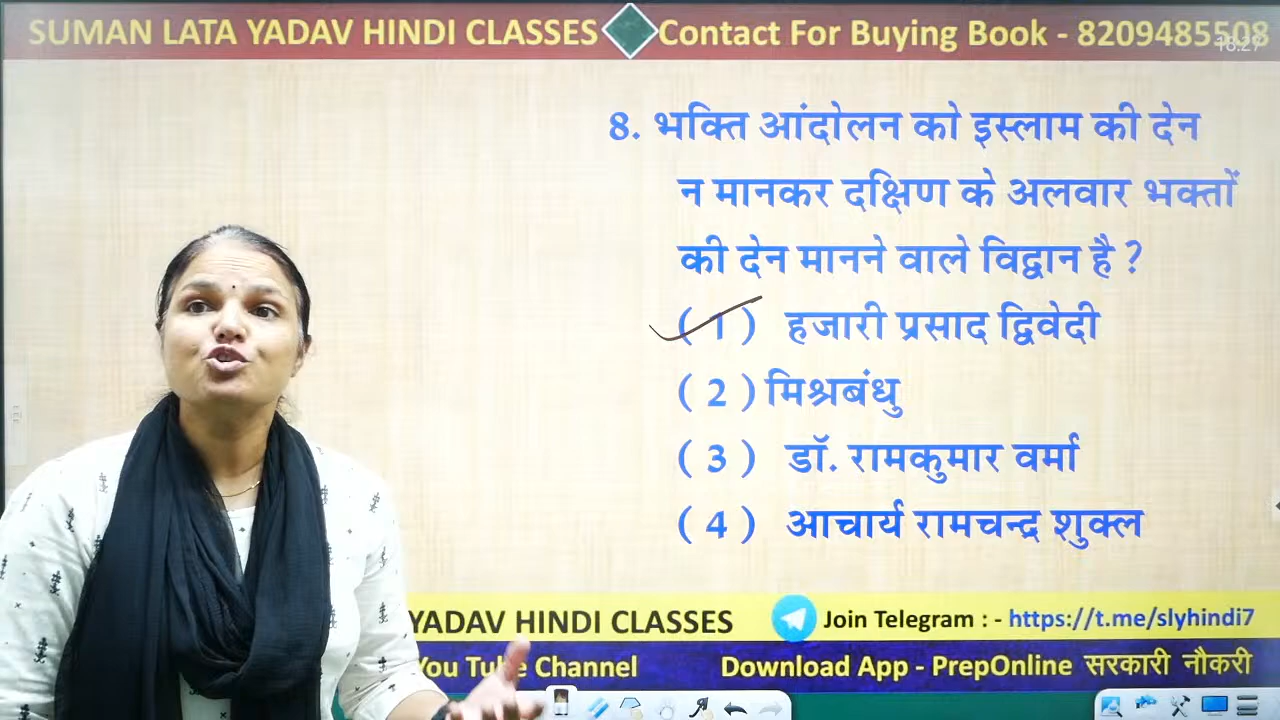 SUMAN LATA YADAV HINDI CLASSES Contact For Buying Book - 8209485508
18:27
8. भक्ति आंदोलन को इस्लाम की देन
न मानकर दक्षिण के अलवार भक्तों
की देन मानने वाले विद्वान है ?
( 1 ) हजारी प्रसाद द्विवेदी
( 2 ) मिश्रबंधु
( 3 ) डॉ. रामकुमार वर्मा
( 4 ) आचार्य रामचन्द्र शुक्ल
YADAV HINDI CLASSES Join Telegram : - https://t.me/slyhindi7
You Tube Channel Download App - PrepOnline सरकारी नौकरी